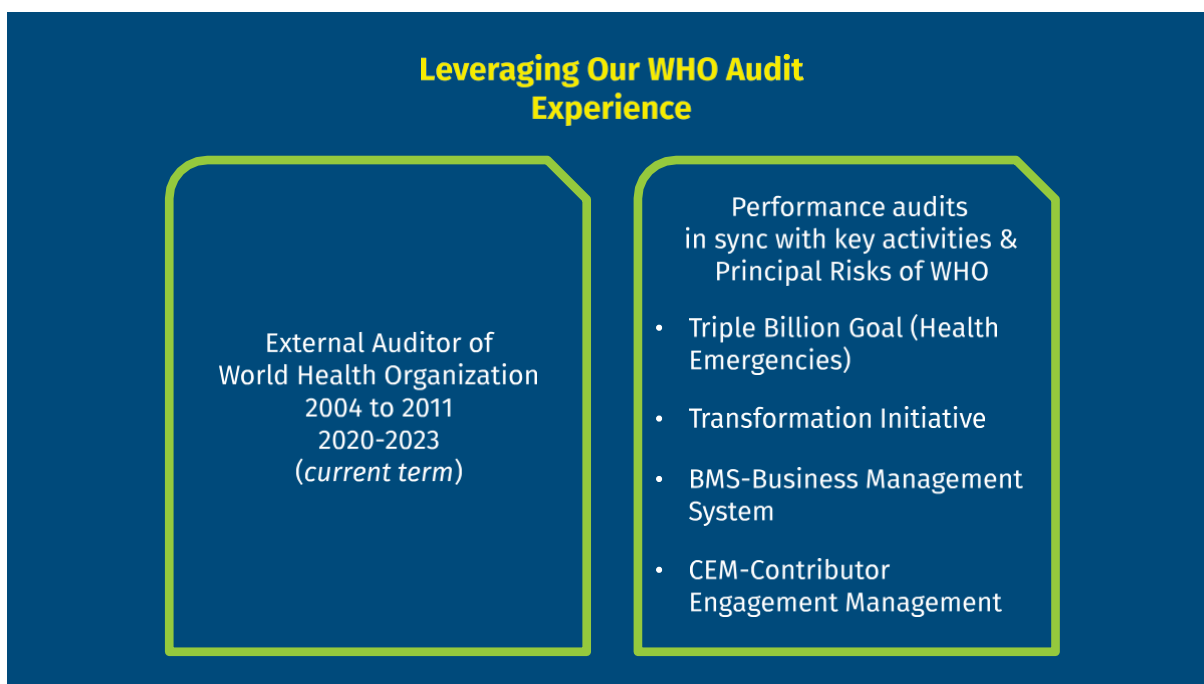 Leveraging Our WHO Audit
Experience
External Auditor of
World Health Organization
2004 to 2011
2020-2023
(current term)
Performance audits
in sync with key activities &
Principal Risks of WHO
• Triple Billion Goal (Health
Emergencies)
• Transformation Initiative
• BMS-Business Management
System
• CEM-Contributor
Engagement Management